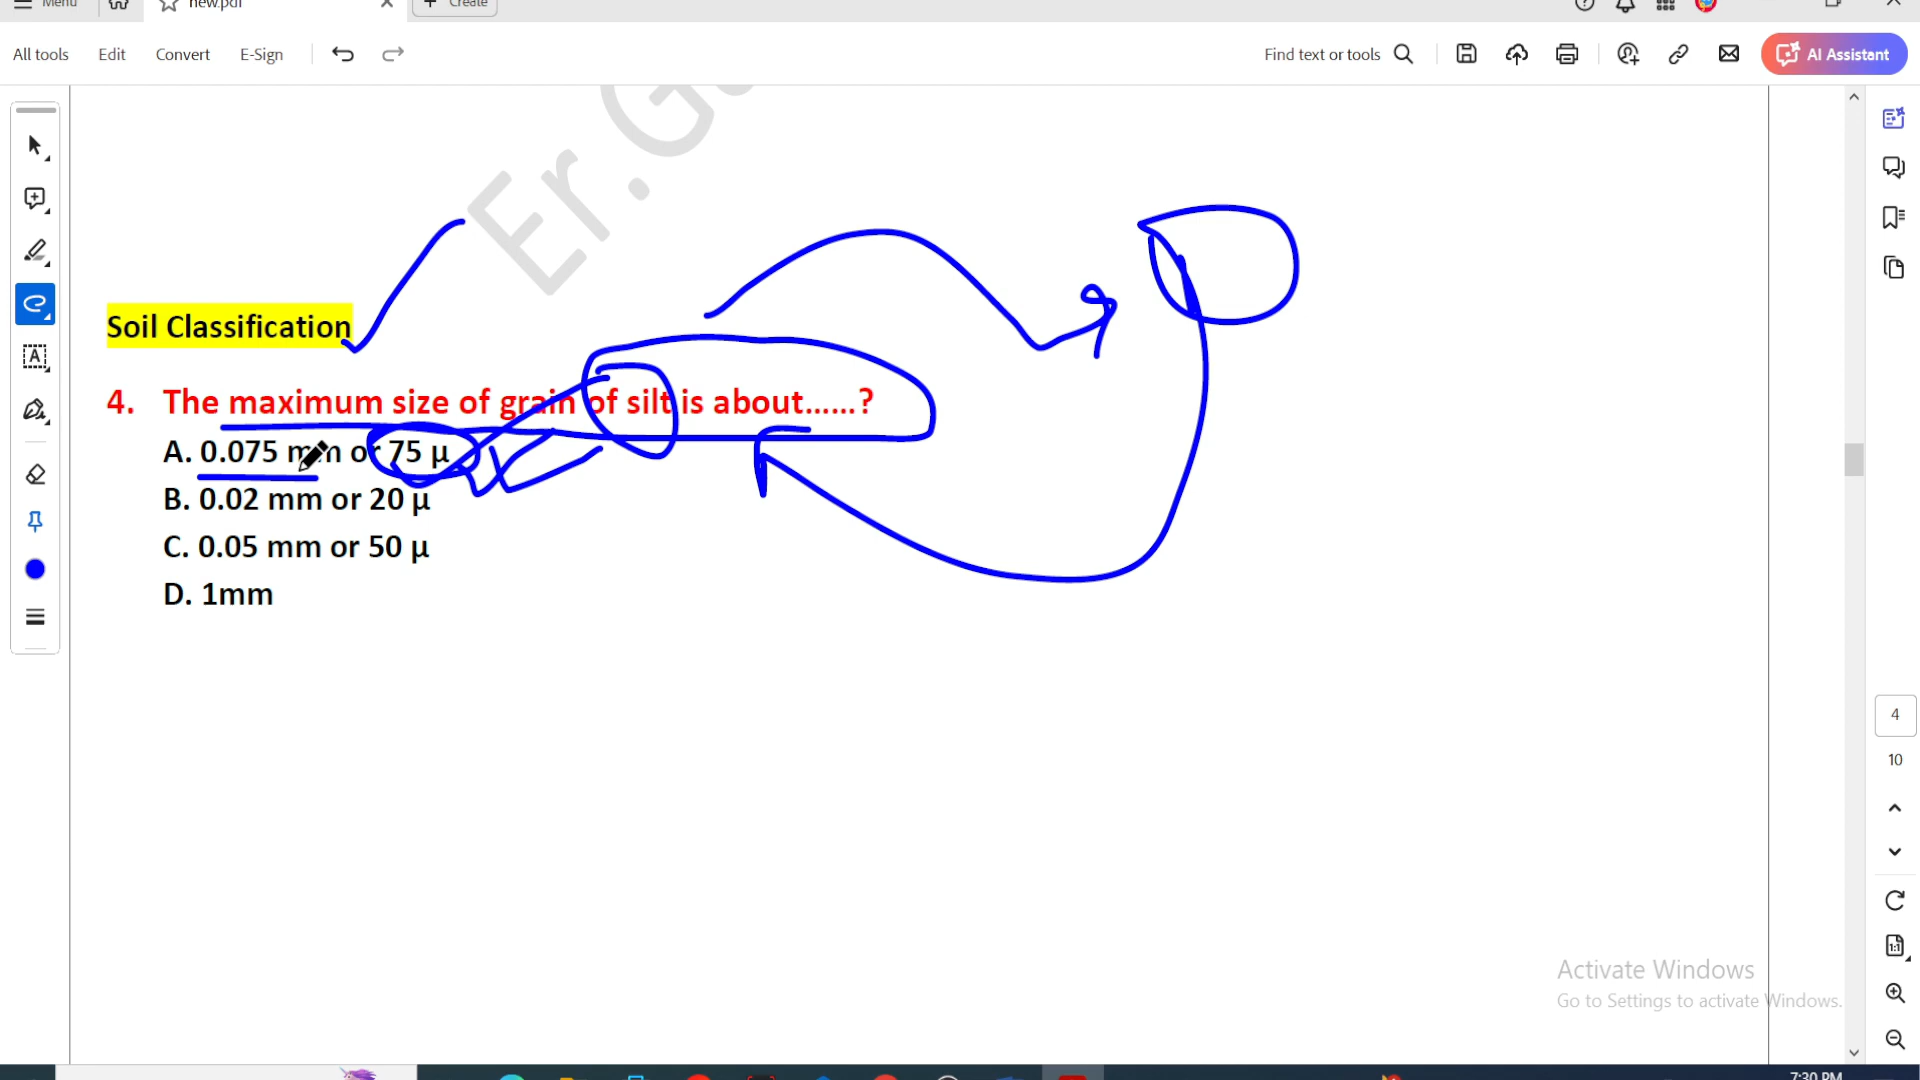 Menu
new.pdf
Create
All tools
Edit
Convert
E-Sign
Find text or tools
AI Assistant
Er.G
Soil Classification
4. The maximum size of grain of silt is about......?
A. 0.075 mm or 75 µ
B. 0.02 mm or 20 µ
C. 0.05 mm or 50 µ
D. 1mm
4
10
Activate Windows
Go to Settings to activate Windows.
7:30 PM